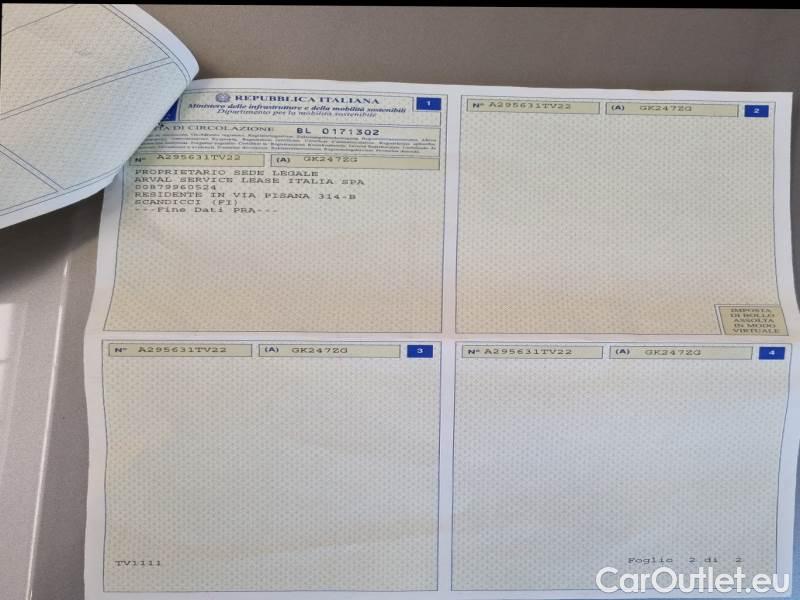 REPUBBLICA ITALIANA
Ministero delle infrastrutture e della mobilità sostenibili
Dipartimento per la mobilità sostenibile
1
DI CIRCOLAZIONE BL 0171302
N° A295631TV22 (A) GK247ZG
PROPRIETARIO SEDE LEGALE
ARVAL SERVICE LEASE ITALIA SPA
00879960524
RESIDENTE IN VIA PISANA 314-B
SCANDICCI (FI)
---Fine Dati PRA---
N° A295631TV22 (A) GK247ZG 2
IMPOSTA
DI BOLLO
ASSOLTA
IN MODO
VIRTUALE
N° A295631TV22 (A) GK247ZG 3
TV1111
N° A295631TV22 (A) GK247ZG 4
Foglio 2 di 2
CarOutlet.eu